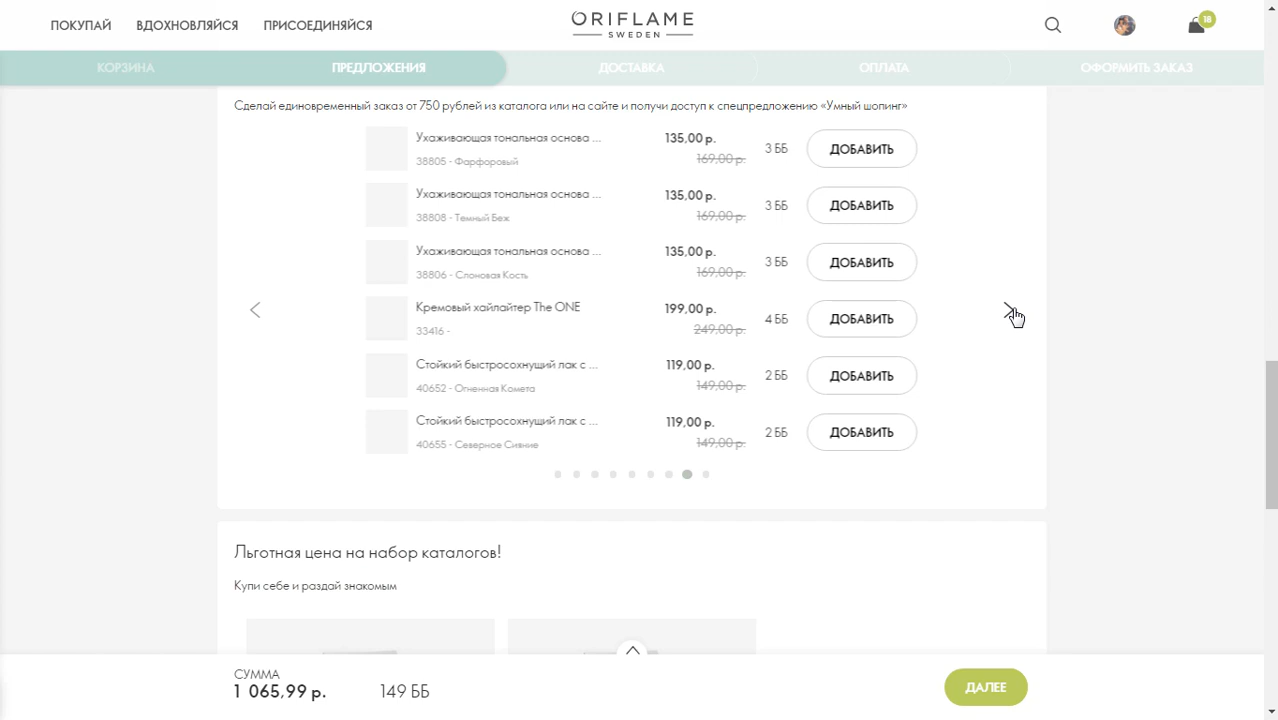 ПОКУПАЙ ВДОХНОВЛЯЙСЯ ПРИСОЕДИНЯЙСЯ ORIFLAME 18
SWEDEN
КОРЗИНА ПРЕДЛОЖЕНИЯ ДОСТАВКА ОПЛАТА ОФОРМИТЬ ЗАКАЗ
Сделай единовременный заказ от 750 рублей из каталога или на сайте и получи доступ к спецпредложению «Умный шопинг»
Ухаживающая тональная основа ... 135,00 р.
38805 - Фарфоровый 169,00 р. 3 ББ ДОБАВИТЬ
Ухаживающая тональная основа ... 135,00 р.
38808 - Темный Беж 169,00 р. 3 ББ ДОБАВИТЬ
Ухаживающая тональная основа ... 135,00 р.
38806 - Слоновая Кость 169,00 р. 3 ББ ДОБАВИТЬ
Кремовый хайлайтер The ONE 199,00 р.
33416 - 249,00 р. 4 ББ ДОБАВИТЬ
Стойкий быстросохнущий лак с ... 119,00 р.
40652 - Огненная Комета 149,00 р. 2 ББ ДОБАВИТЬ
Стойкий быстросохнущий лак с ... 119,00 р.
40655 - Северное Сияние 149,00 р. 2 ББ ДОБАВИТЬ
Льготная цена на набор каталогов!
Купи себе и раздай знакомым
СУММА
1 065,99 р. 149 ББ ДАЛЕЕ